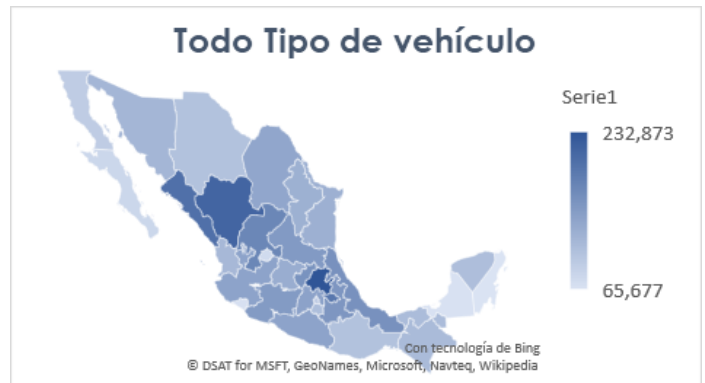 Todo Tipo de vehículo
Serie1
232,873
65,677
Con tecnología de Bing
© DSAT for MSFT, GeoNames, Microsoft, Navteq, Wikipedia